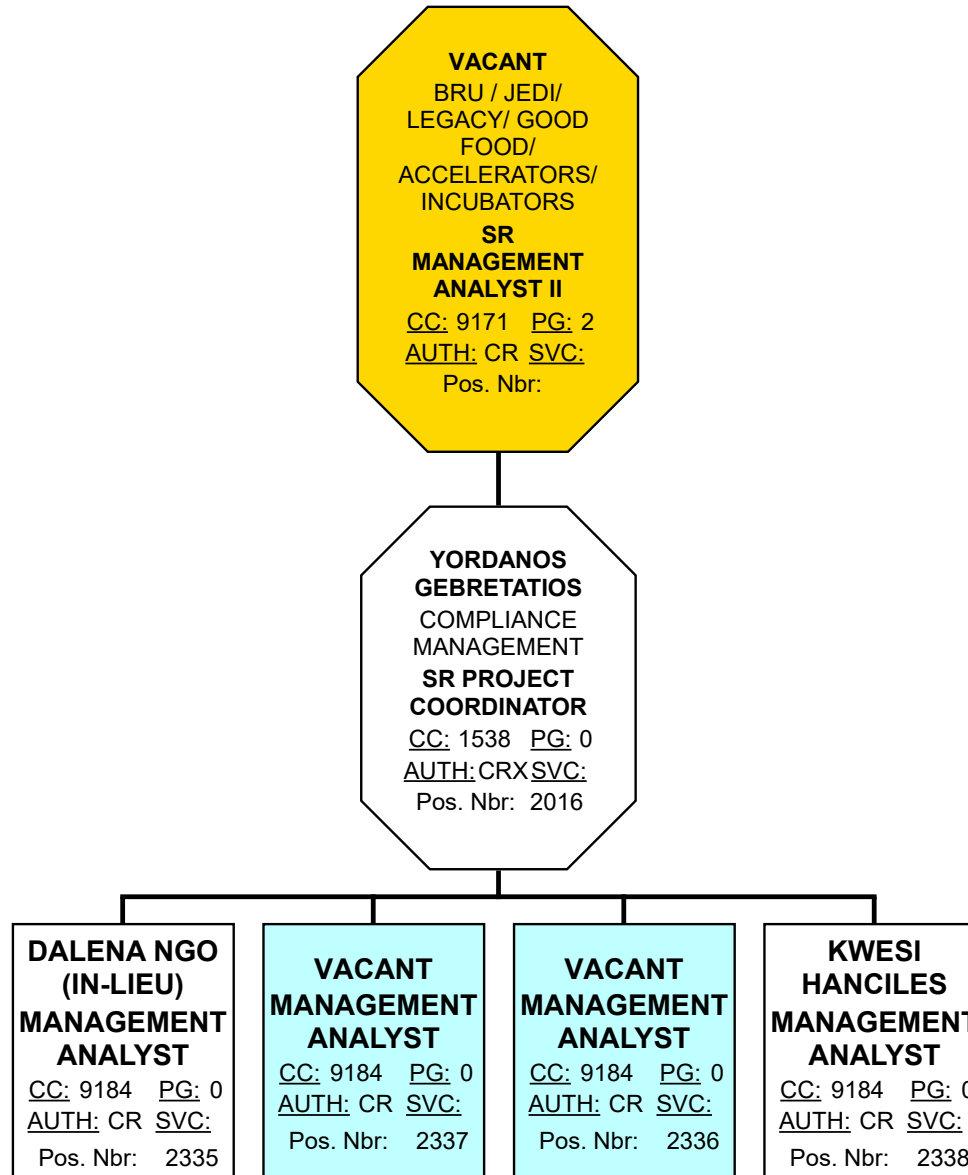 VACANT
BRU / JEDI/
LEGACY/ GOOD
FOOD/
ACCELERATORS/
INCUBATORS
SR
MANAGEMENT
ANALYST II
CC: 9171 PG: 2
AUTH: CR SVC:
Pos. Nbr:
YORDANOS
GEBRETATIOS
COMPLIANCE
MANAGEMENT
SR PROJECT
COORDINATOR
CC: 1538 PG: 0
AUTH: CRX SVC:
Pos. Nbr: 2016
DALENA NGO
(IN-LIEU)
MANAGEMENT
ANALYST
CC: 9184 PG: 0
AUTH: CR SVC:
Pos. Nbr: 2335
VACANT
MANAGEMENT
ANALYST
CC: 9184 PG: 0
AUTH: CR SVC:
Pos. Nbr: 2337
VACANT
MANAGEMENT
ANALYST
CC: 9184 PG: 0
AUTH: CR SVC:
Pos. Nbr: 2336
KWESI
HANCILES
MANAGEMENT
ANALYST
CC: 9184 PG: 0
AUTH: CR SVC:
Pos. Nbr: 2338